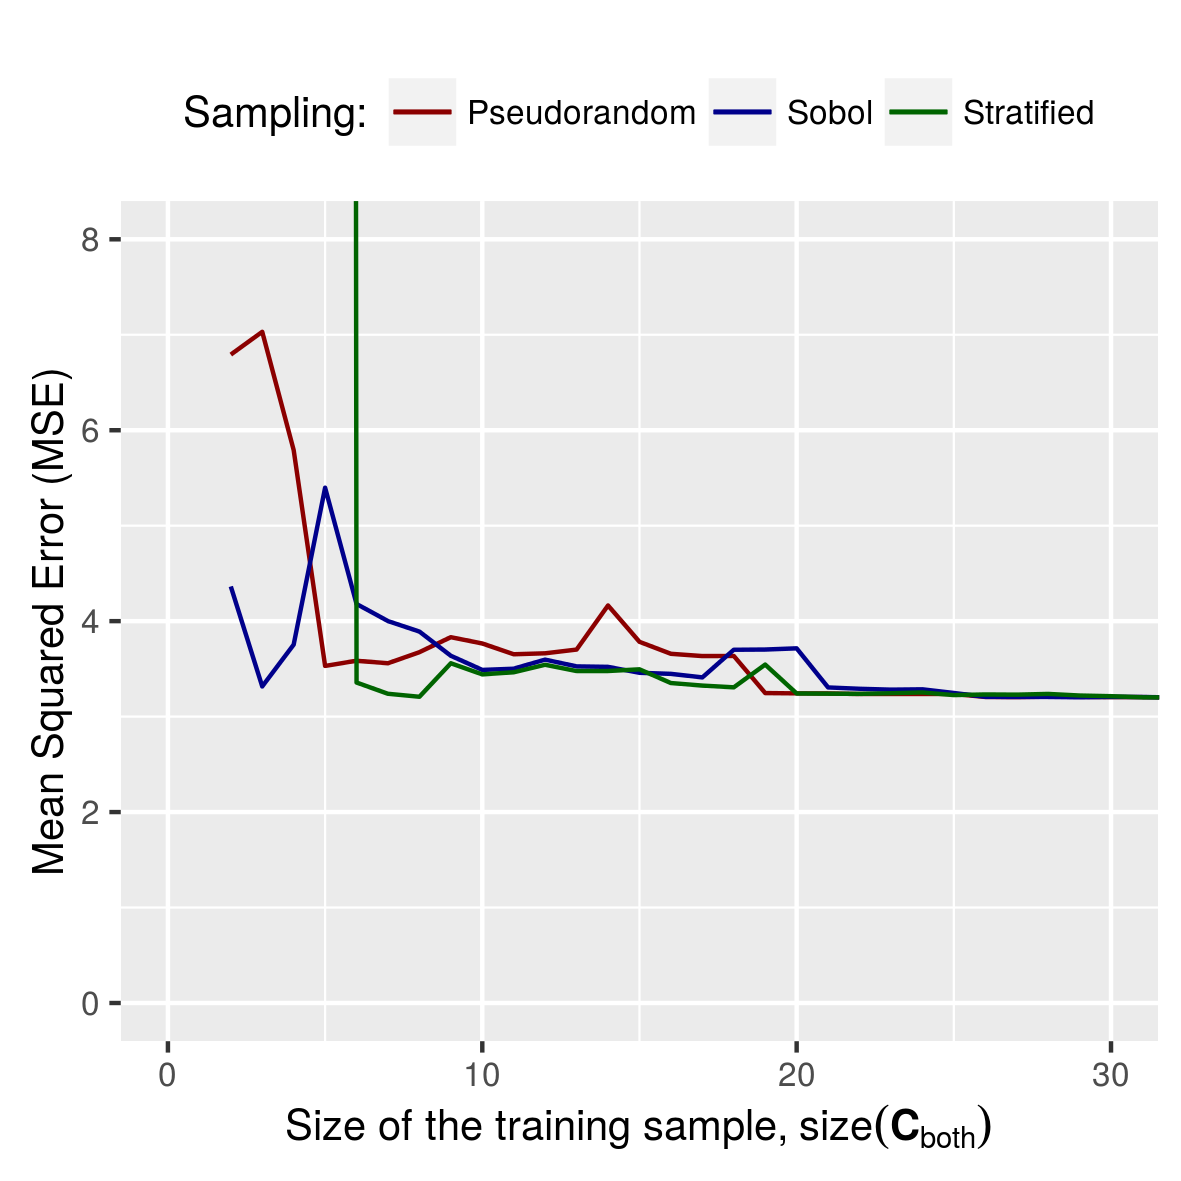 Sampling: Pseudorandom Sobol Stratified
8
6
4
2
0
Mean Squared Error (MSE)
0 10 20 30
Size of the training sample, size(C_both)